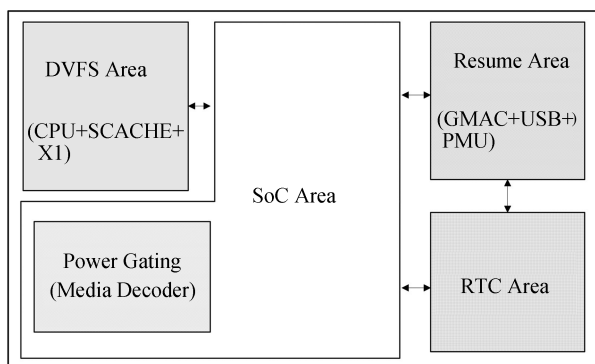 DVFS Area
(CPU+SCACHE+
X1)
Resume Area
(GMAC+USB+)
PMU)
SoC Area
Power Gating
(Media Decoder)
RTC Area